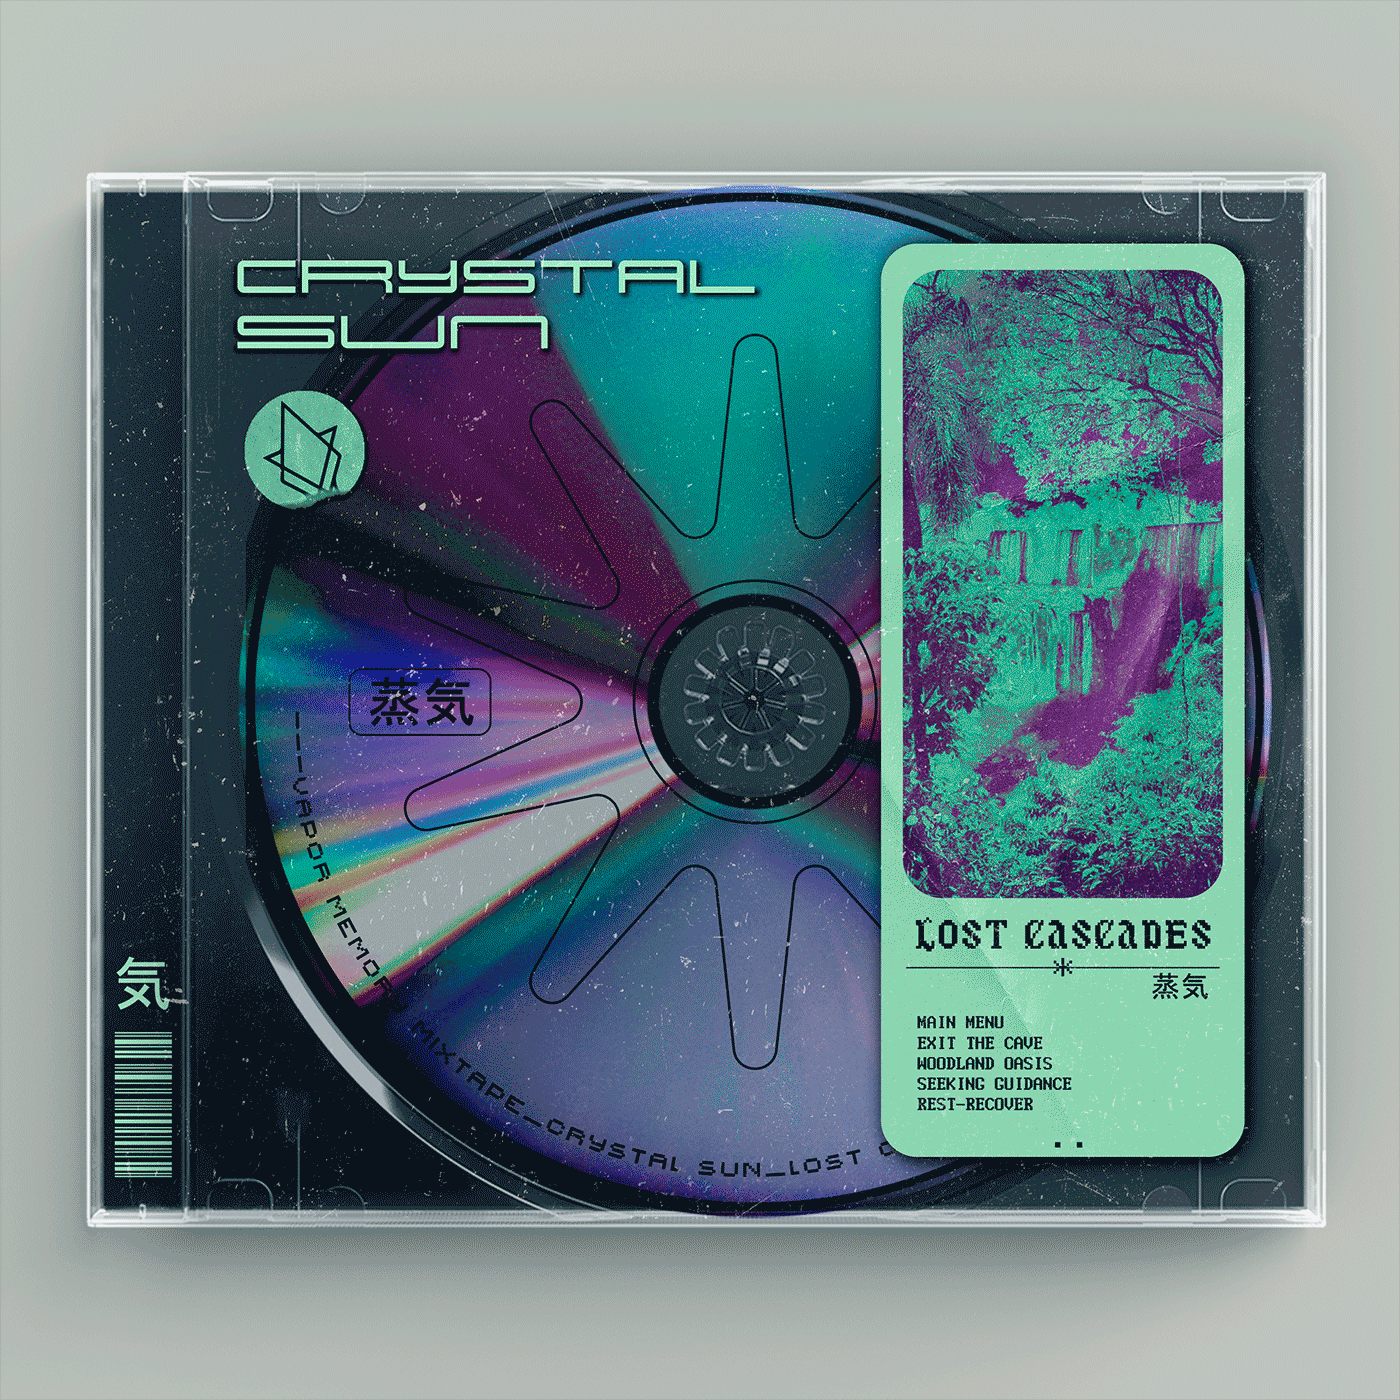 CRYSTAL
SUN
蒸気
___VAPOR MEMORY MIXTAPE_CRYSTAL SUN_LOST
気
LOST CASCADES
蒸気
MAIN MENU
EXIT THE CAVE
WOODLAND OASIS
SEEKING GUIDANCE
REST-RECOVER